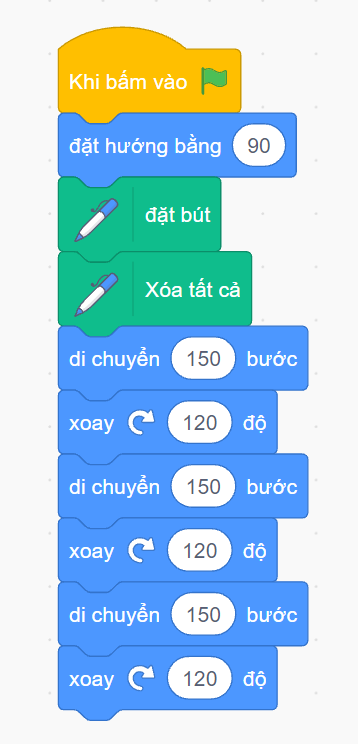 Khi bấm vào
đặt hướng bằng 90
đặt bút
Xóa tất cả
di chuyển 150 bước
xoay 120 độ
di chuyển 150 bước
xoay 120 độ
di chuyển 150 bước
xoay 120 độ